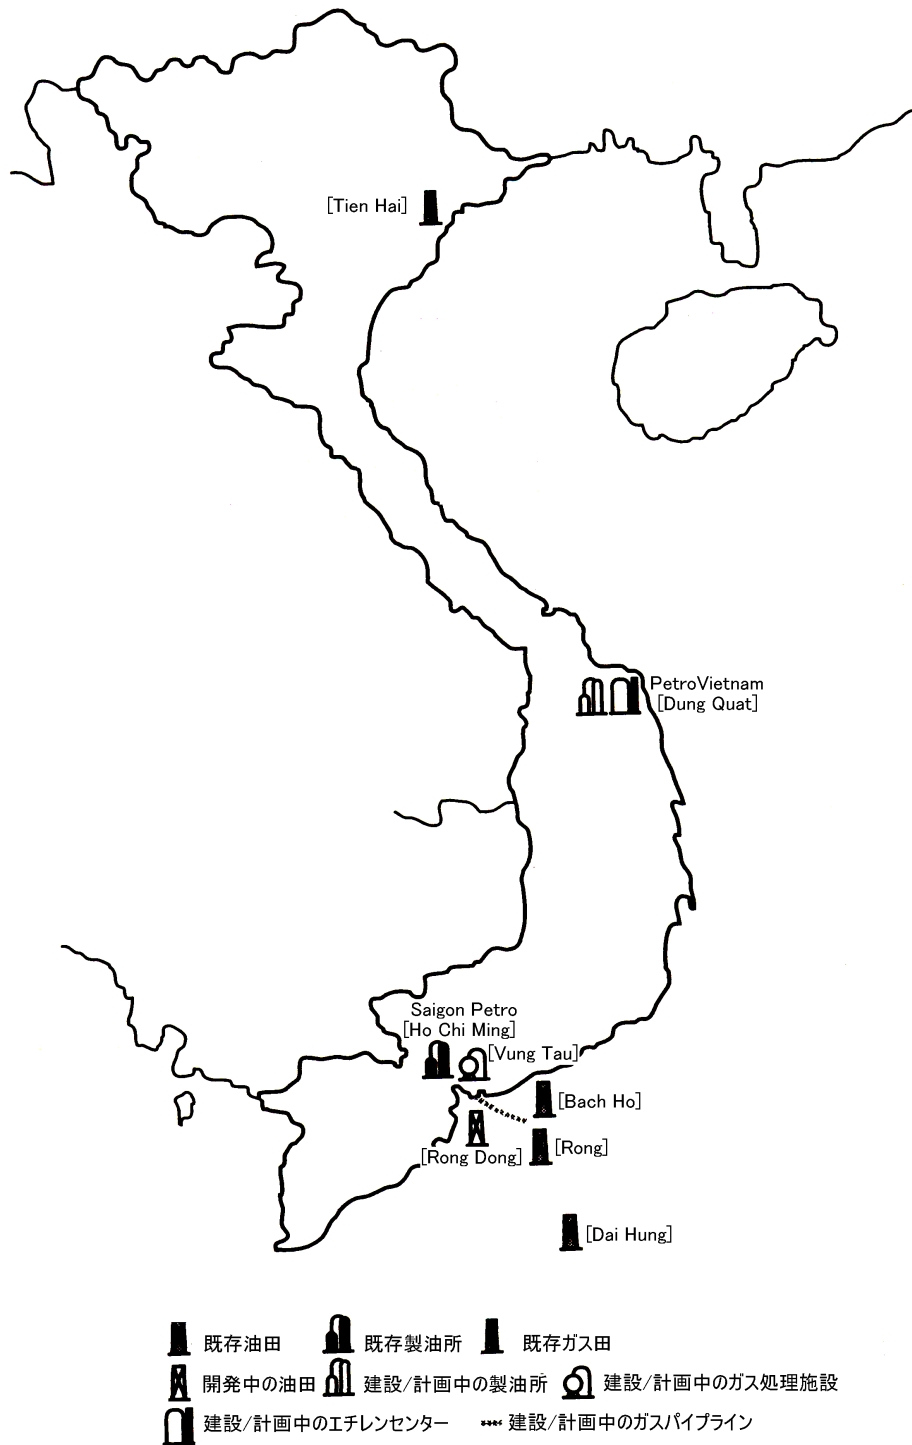 [Tien Hai]
PetroVietnam
[Dung Quat]
Saigon Petro
[Ho Chi Ming]
[Vung Tau]
[Bach Ho]
[Rong Dong]
[Rong]
[Dai Hung]
既存油田 既存製油所 既存ガス田
開発中の油田 建設/計画中の製油所 建設/計画中のガス処理施設
建設/計画中のエチレンセンター 建設/計画中のガスパイプライン